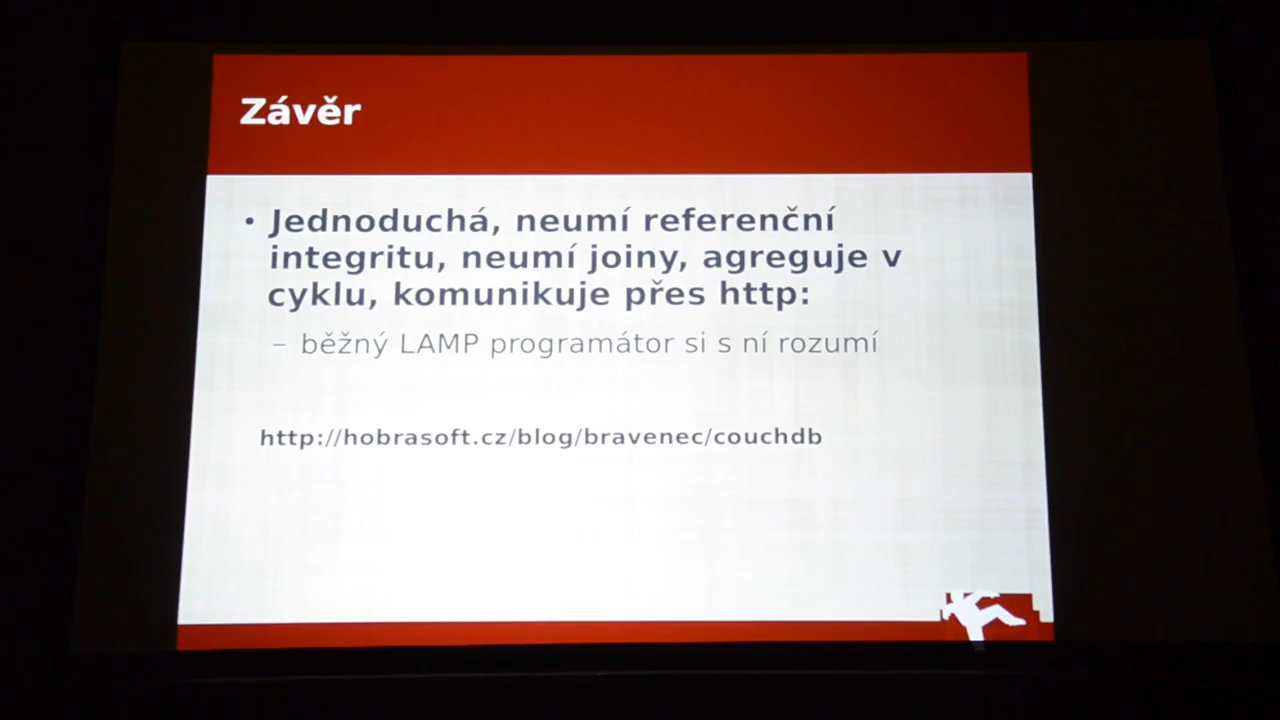 Závěr
• Jednoduchá, neumí referenční
integritu, neumí joiny, agreguje v
cyklu, komunikuje přes http:
– běžný LAMP programátor si s ní rozumí
http://hobrasoft.cz/blog/bravenec/couchdb